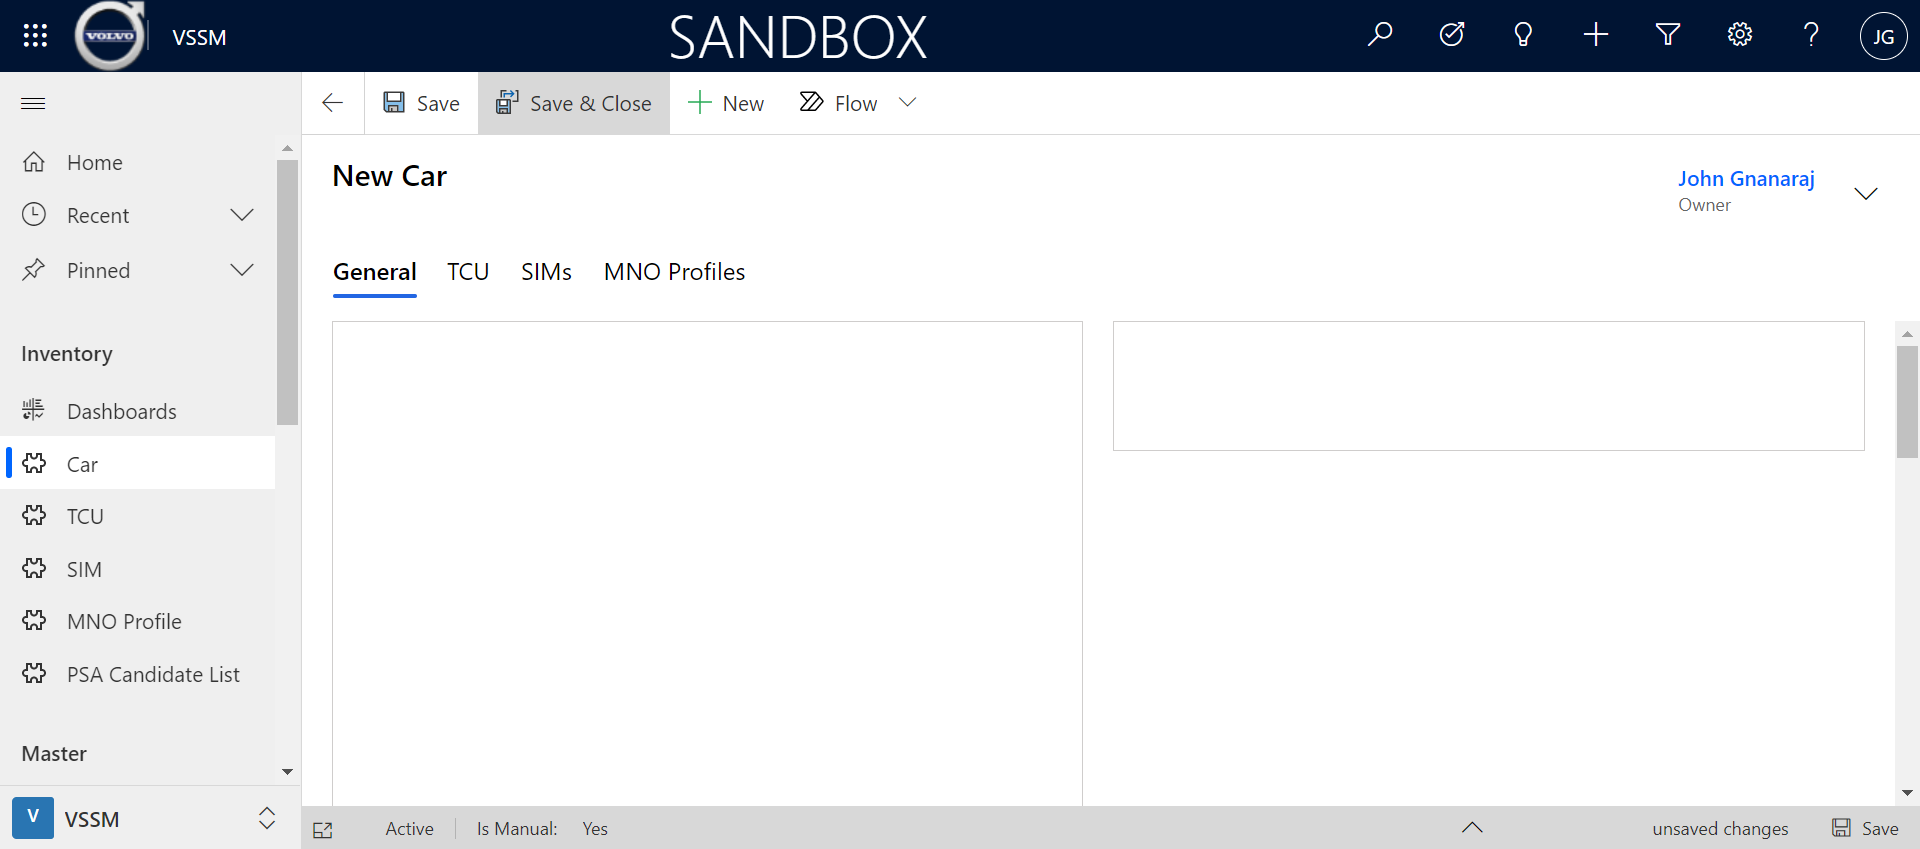 VOLVO
VSSM
SANDBOX
JG
Save
Save & Close
New
Flow
Home
Recent
Pinned
Inventory
Dashboards
Car
TCU
SIM
MNO Profile
PSA Candidate List
Master
V
VSSM
New Car
John Gnanaraj
Owner
General
TCU
SIMs
MNO Profiles
Active
Is Manual:
Yes
unsaved changes
Save